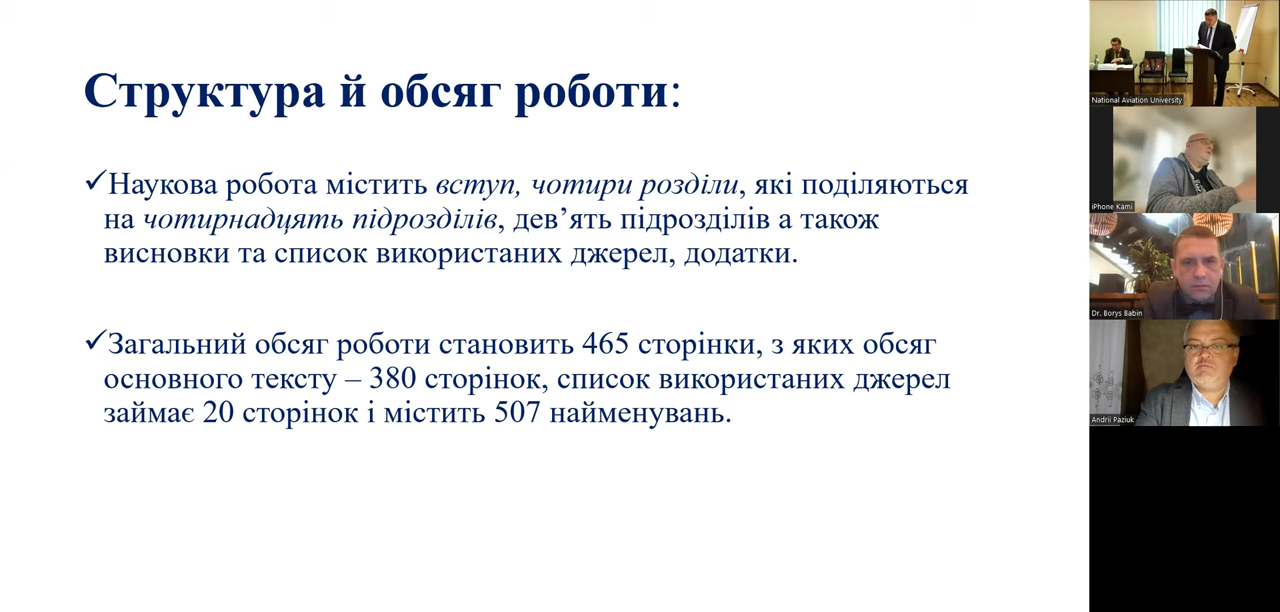 Структура й обсяг роботи:
✓Наукова робота містить вступ, чотири розділи, які поділяються
на чотирнадцять підрозділів, дев’ять підрозділів а також
висновки та список використаних джерел, додатки.
✓Загальний обсяг роботи становить 465 сторінки, з яких обсяг
основного тексту – 380 сторінок, список використаних джерел
займає 20 сторінок і містить 507 найменувань.
National Aviation University
iPhone Kami
Dr. Borys Babin
Andrii Paziuk